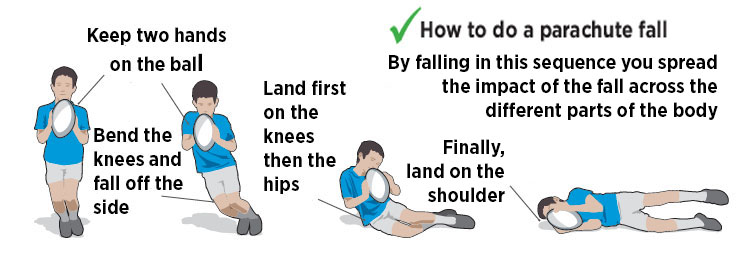 How to do a parachute fall
By falling in this sequence you spread
the impact of the fall across the
different parts of the body
Keep two hands
on the ball
Bend the
knees and
fall off the
side
Land first
on the
knees
then the
hips
Finally,
land on the
shoulder